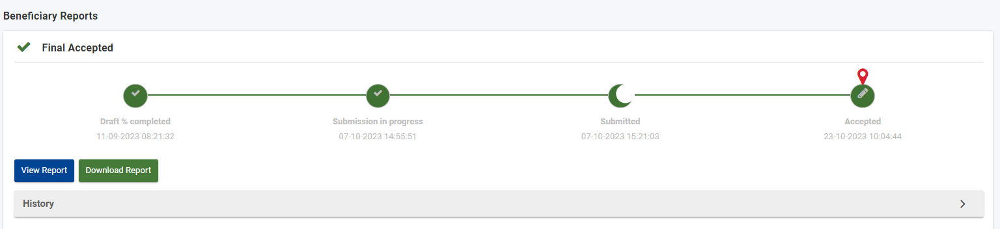 Beneficiary Reports
Final Accepted
Draft % completed
11-09-2023 08:21:32
Submission in progress
07-10-2023 14:55:51
Submitted
07-10-2023 15:21:03
Accepted
23-10-2023 10:04:44
View Report
Download Report
History